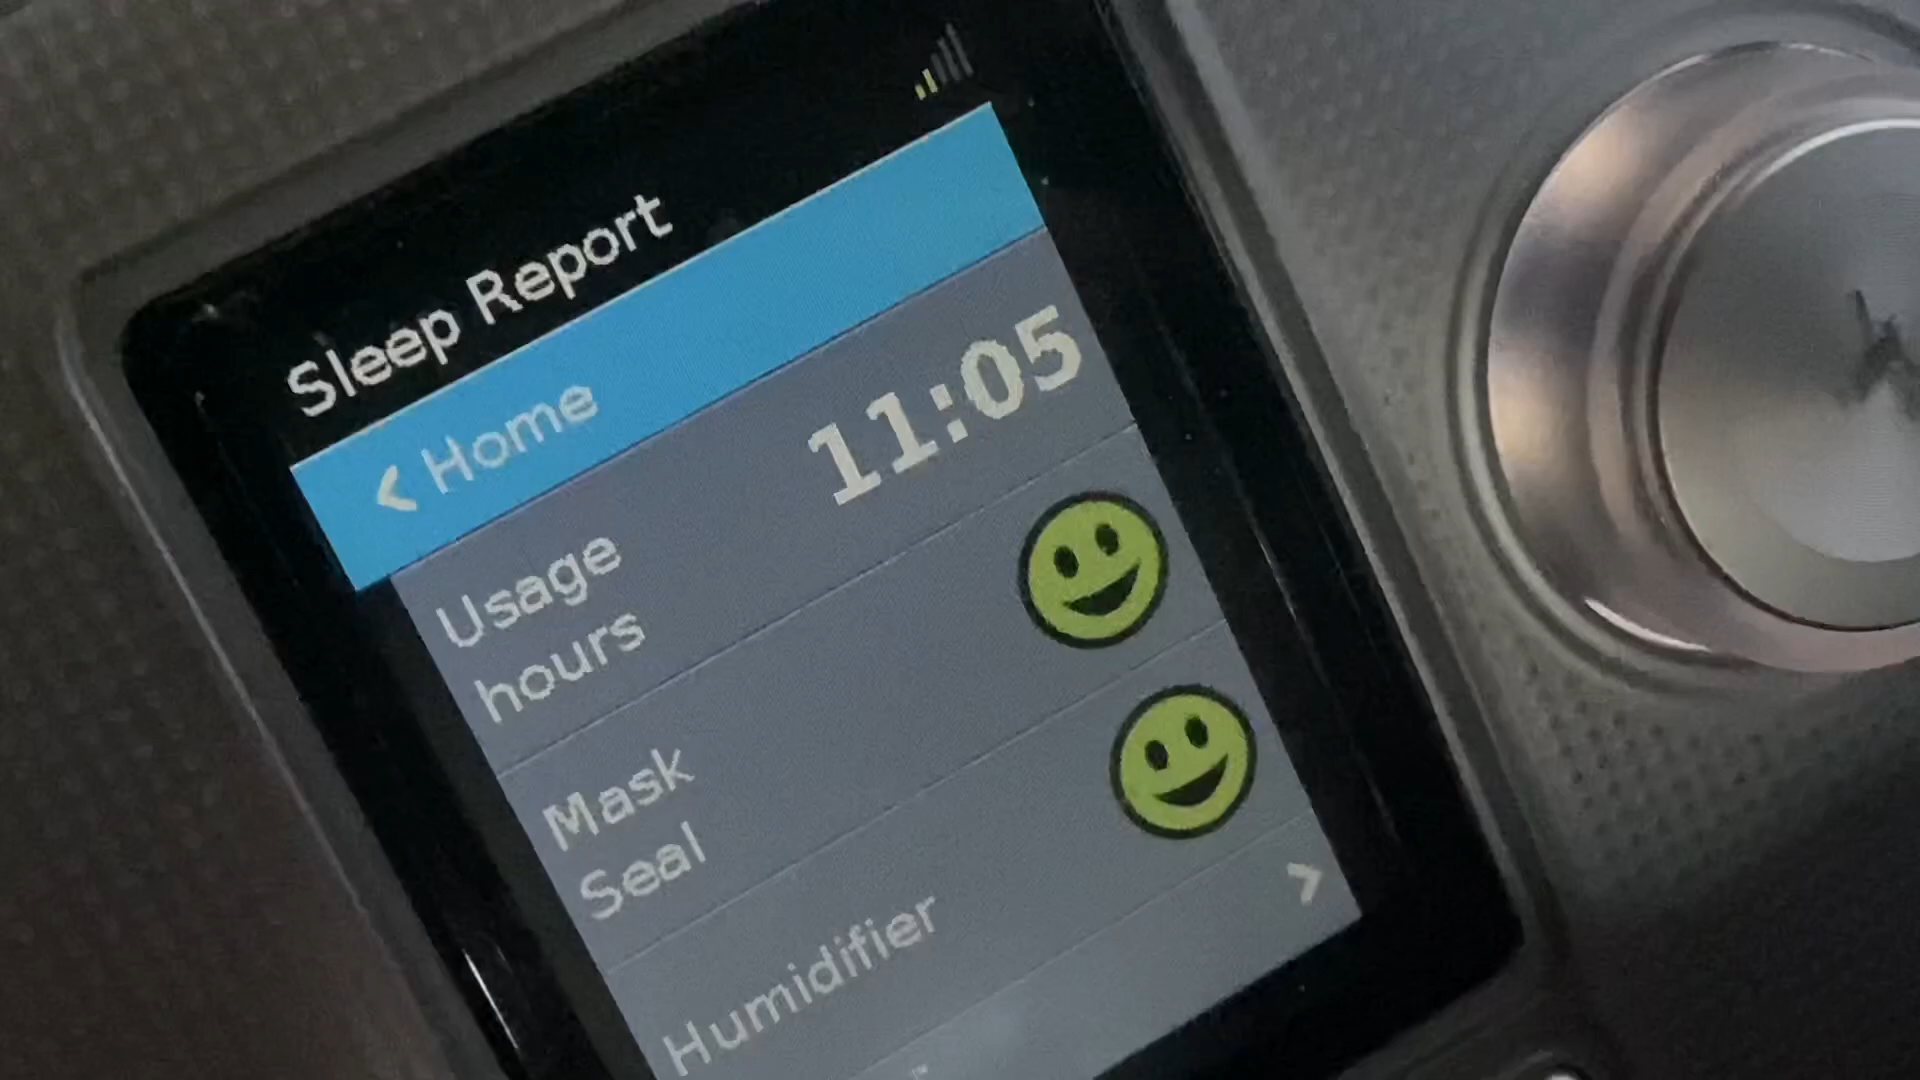 Sleep Report
< Home
Usage hours 11:05
Mask Seal
Humidifier >